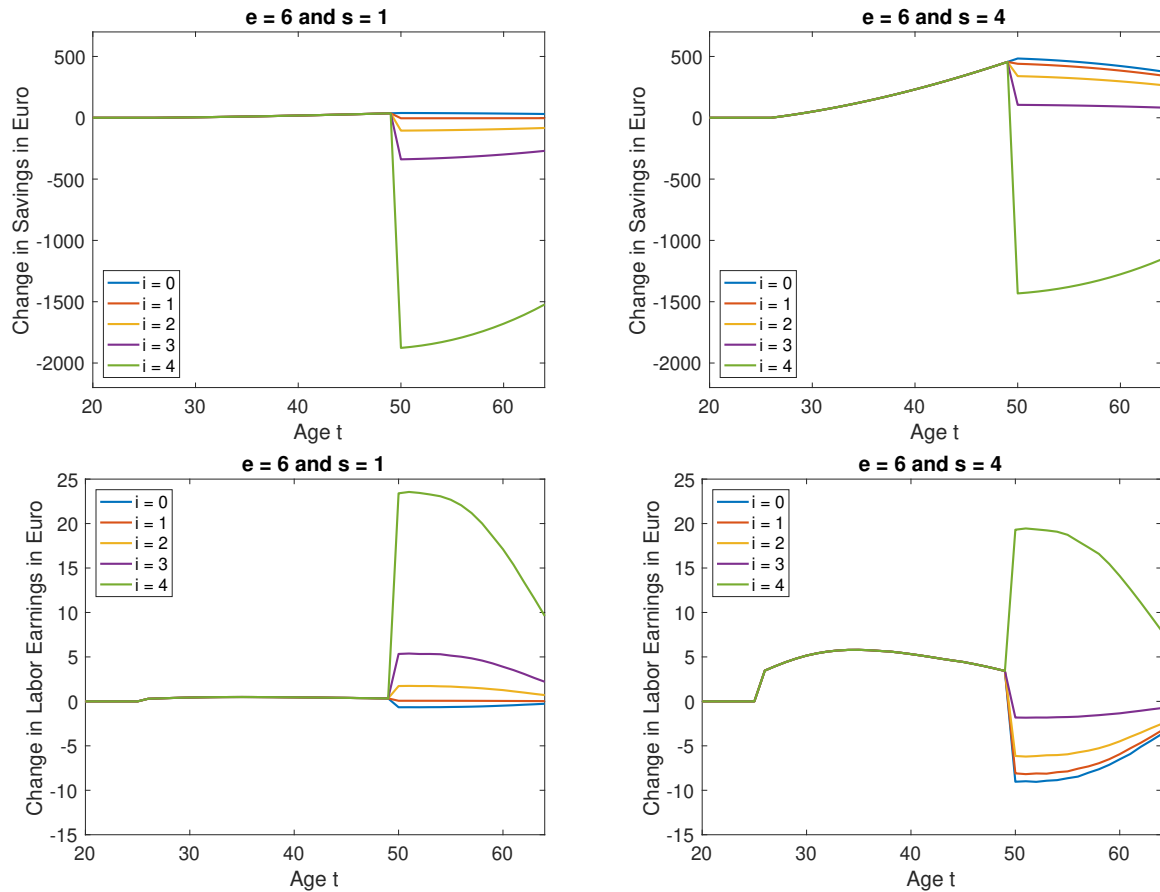 e = 6 and s = 1
Change in Savings in Euro
500
0
-500
-1000
-1500
-2000
i = 0
i = 1
i = 2
i = 3
i = 4
20 30 40 50 60
Age t
e = 6 and s = 4
Change in Savings in Euro
500
0
-500
-1000
-1500
-2000
i = 0
i = 1
i = 2
i = 3
i = 4
20 30 40 50 60
Age t
e = 6 and s = 1
Change in Labor Earnings in Euro
25
20
15
10
5
0
-5
-10
-15
i = 0
i = 1
i = 2
i = 3
i = 4
20 30 40 50 60
Age t
e = 6 and s = 4
Change in Labor Earnings in Euro
25
20
15
10
5
0
-5
-10
-15
i = 0
i = 1
i = 2
i = 3
i = 4
20 30 40 50 60
Age t